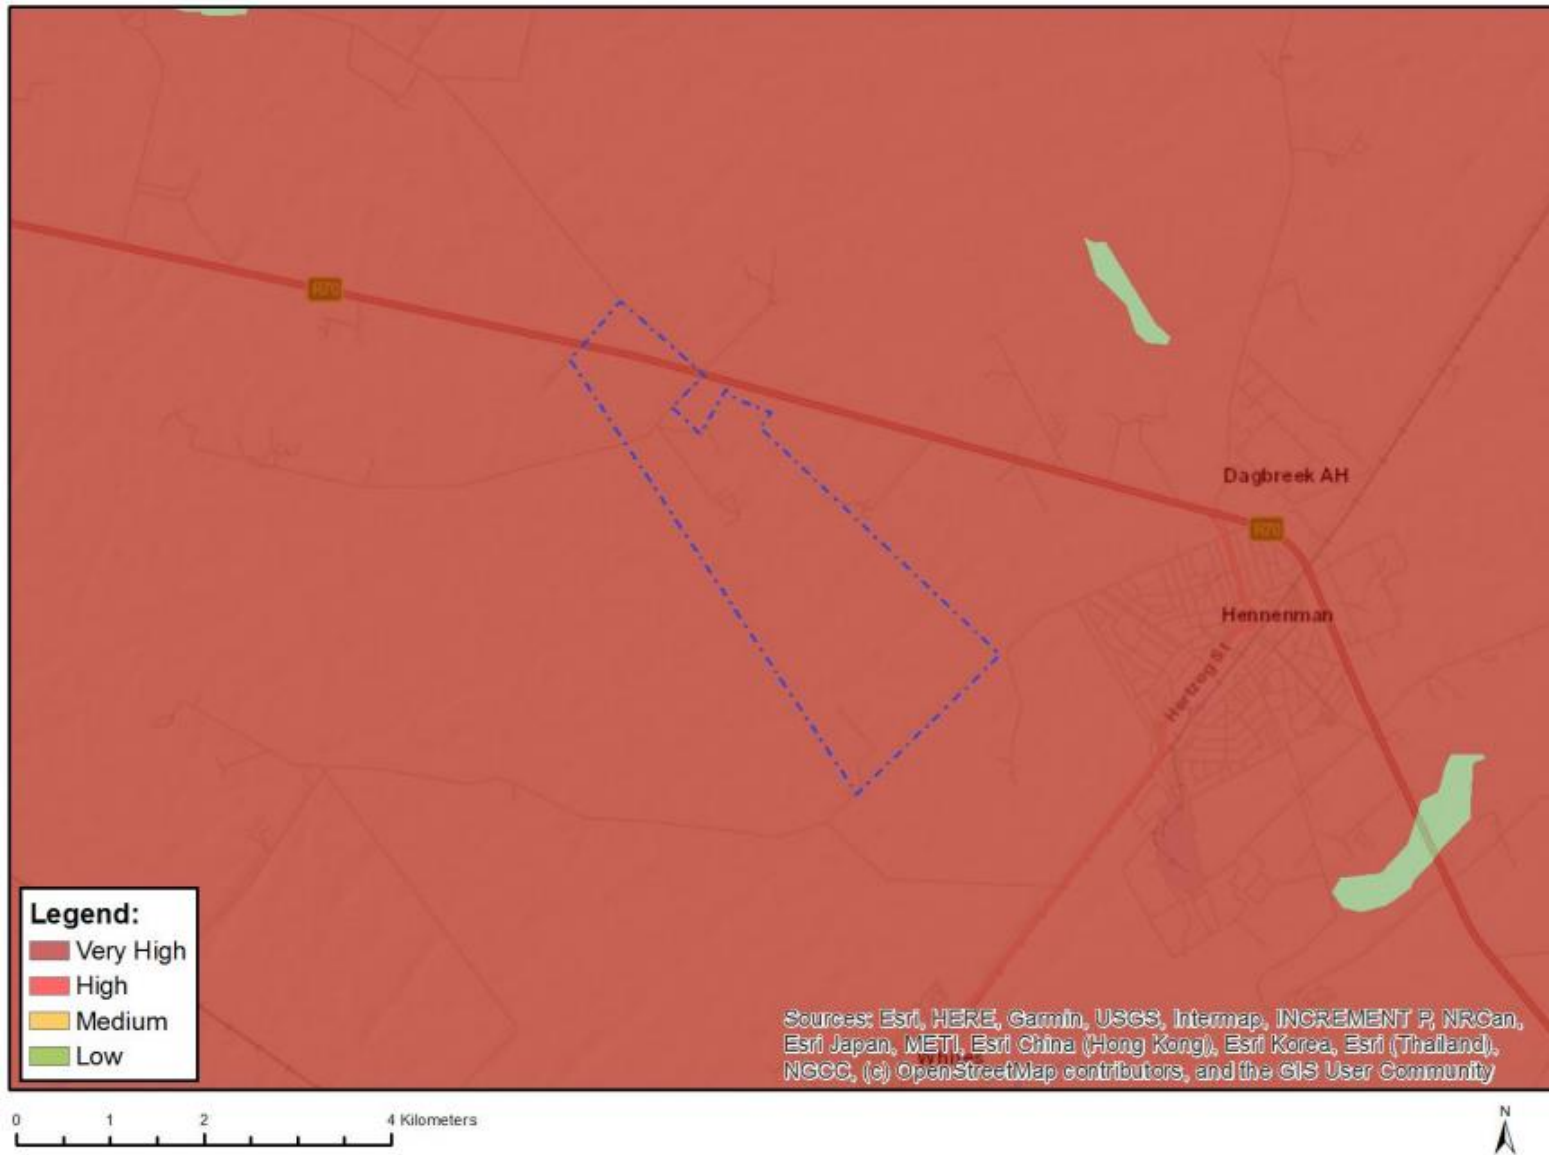 R70
Dagbreek AH
R70
Hennenman
Hertzog St
Legend:
Very High
High
Medium
Low
Sources: Esri, HERE, Garmin, USGS, Intermap, INCREMENT P, NRCan,
Esri Japan, METI, Esri China (Hong Kong), Esri Korea, Esri (Thailand),
Whites
NGCC, (c) OpenStreetMap contributors, and the GIS User Community
0 1 2 4 Kilometers
N